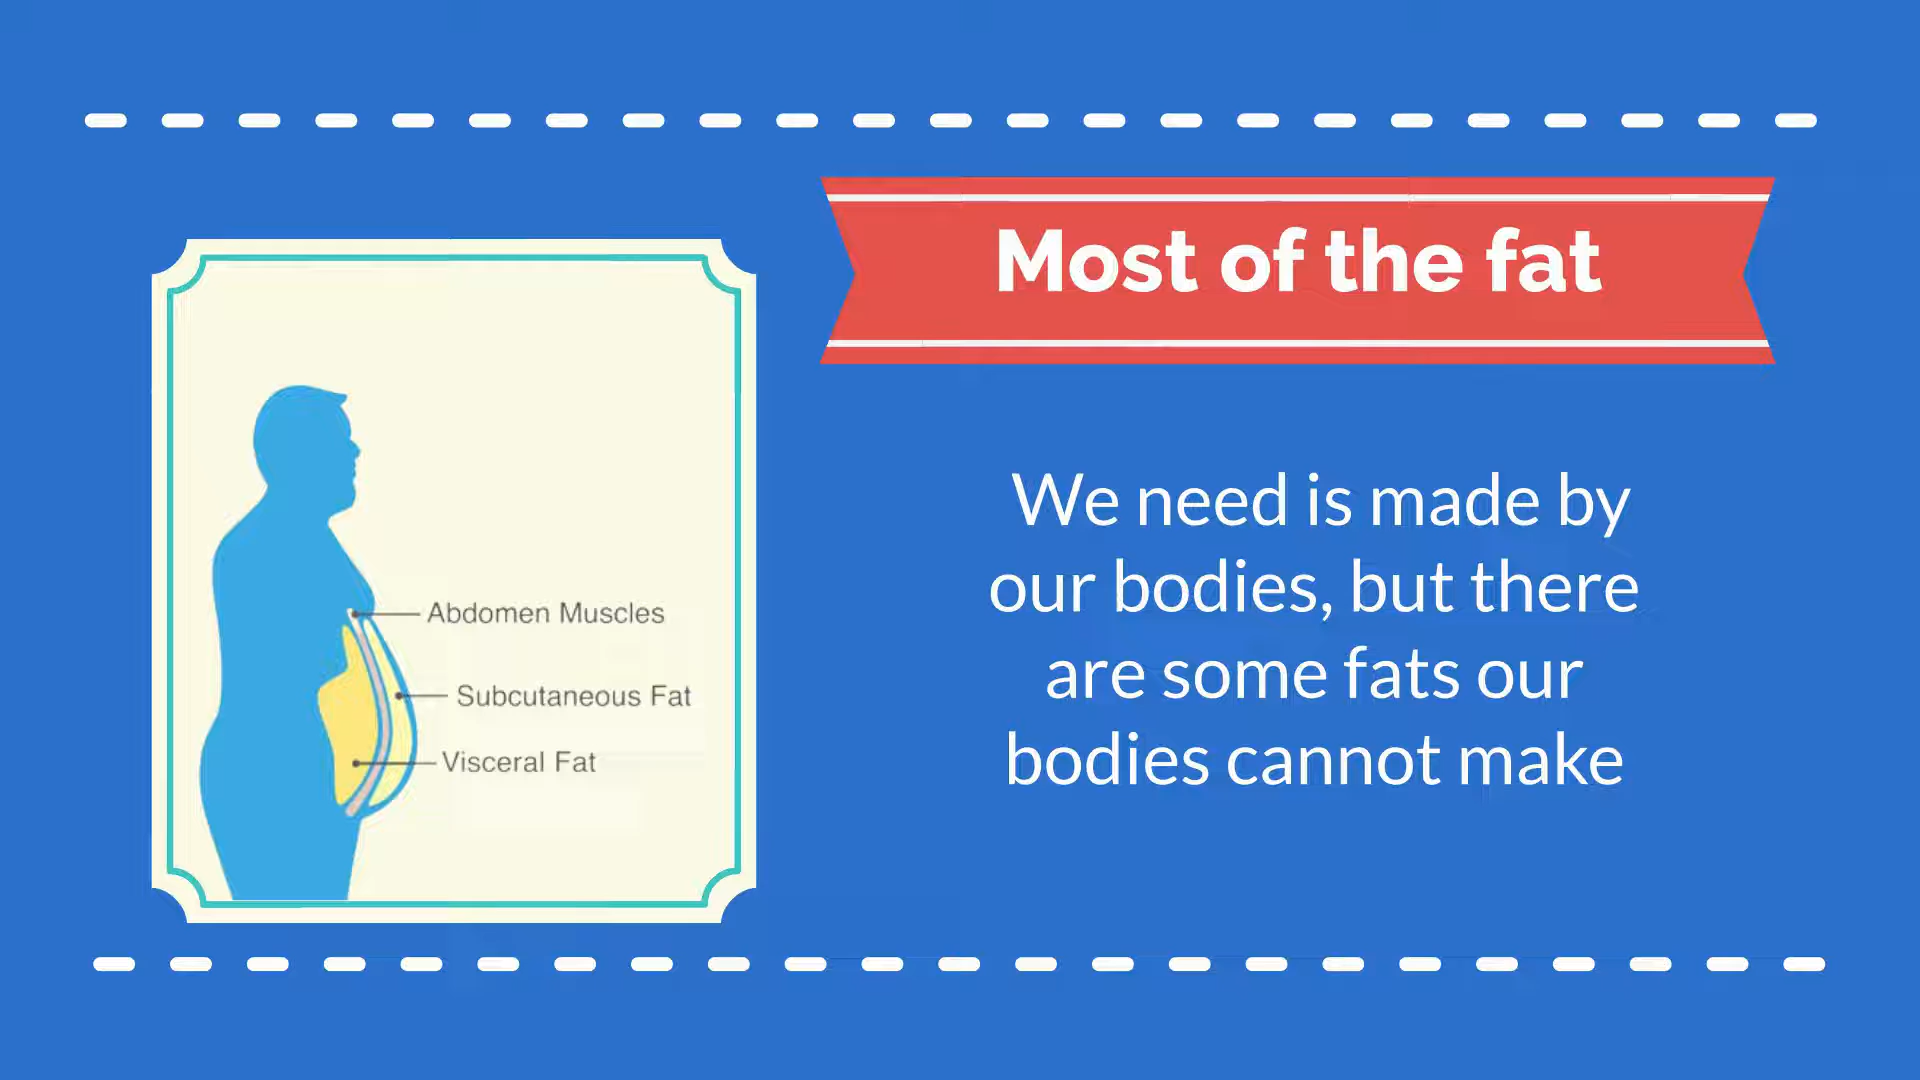 Most of the fat
We need is made by
our bodies, but there
are some fats our
bodies cannot make
Abdomen Muscles
Subcutaneous Fat
Visceral Fat